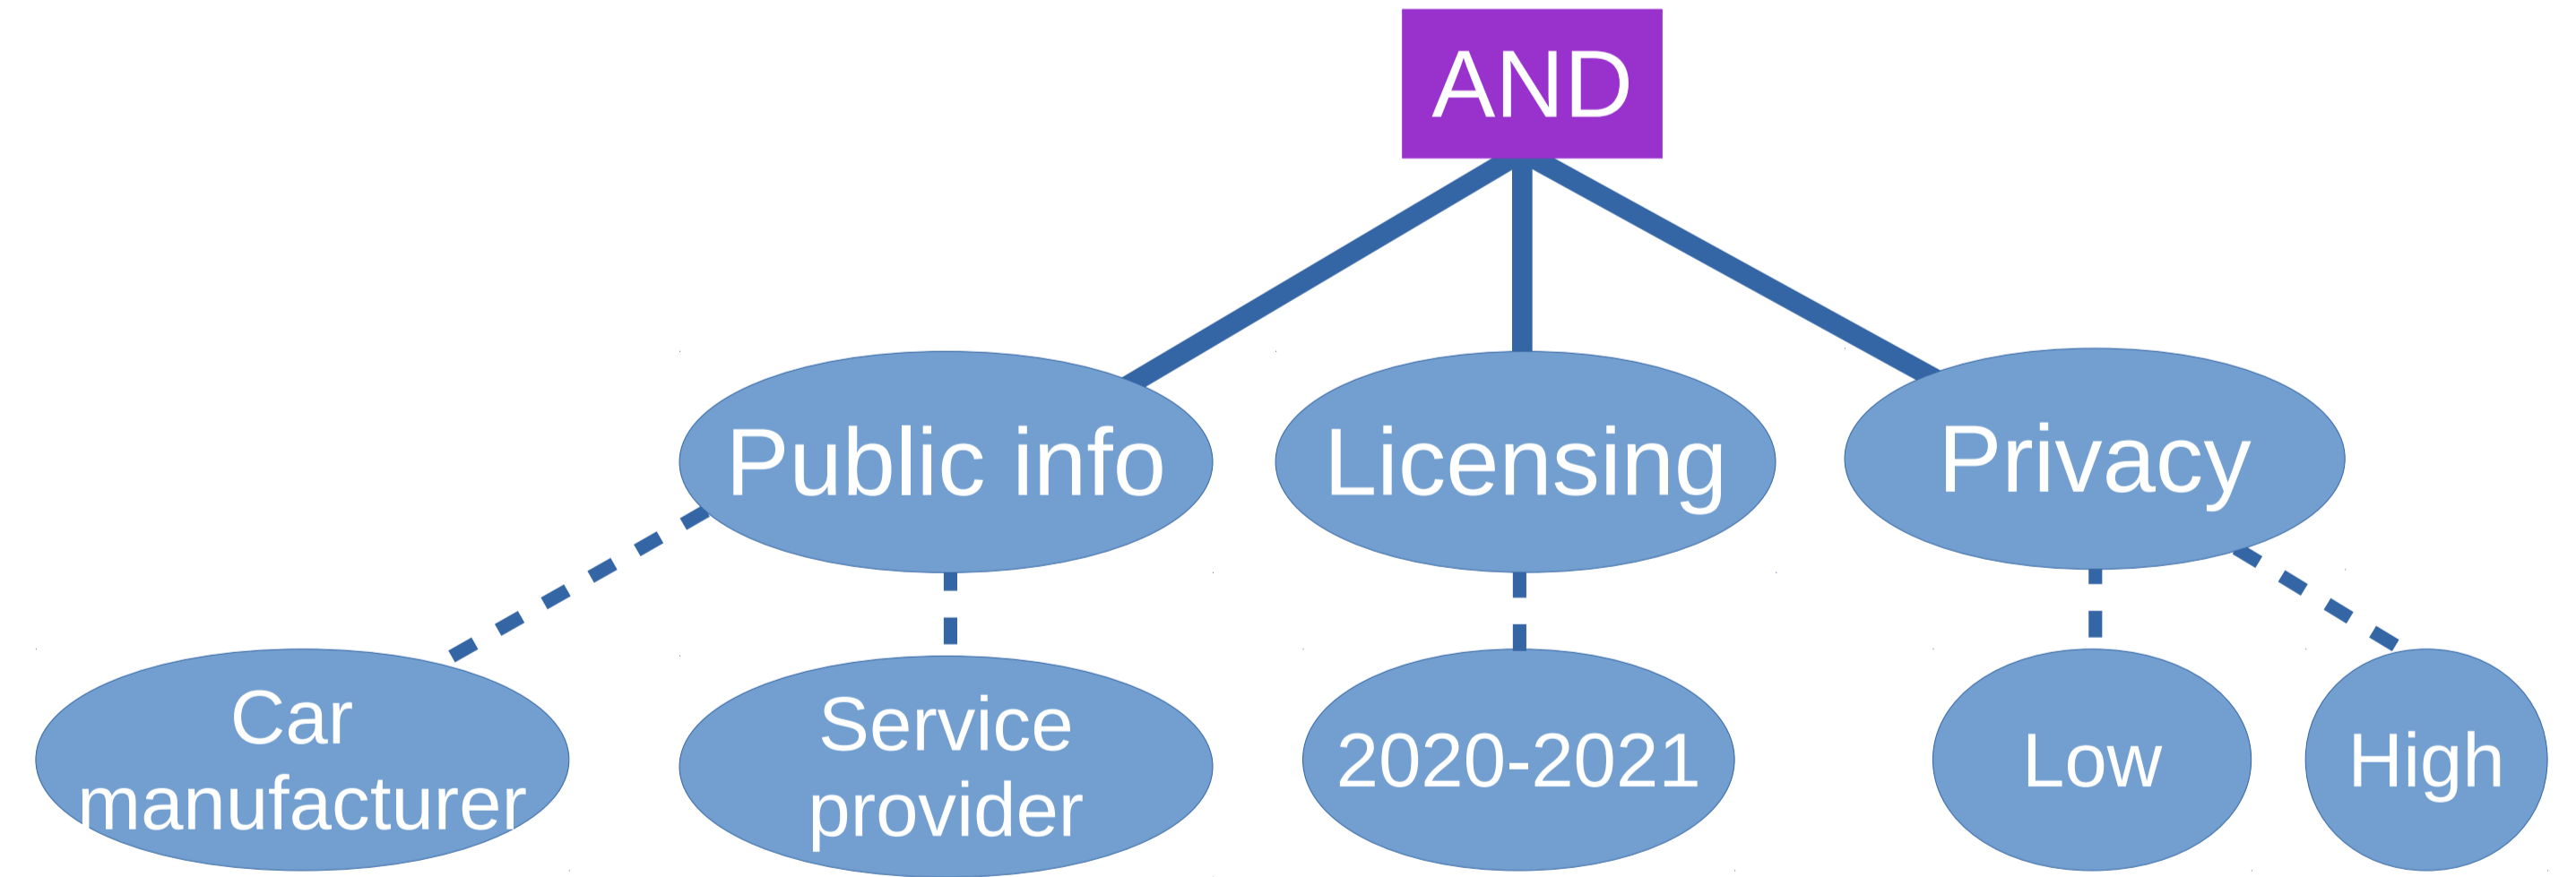 AND
Public info
Licensing
Privacy
Car
manufacturer
Service
provider
2020-2021
Low
High